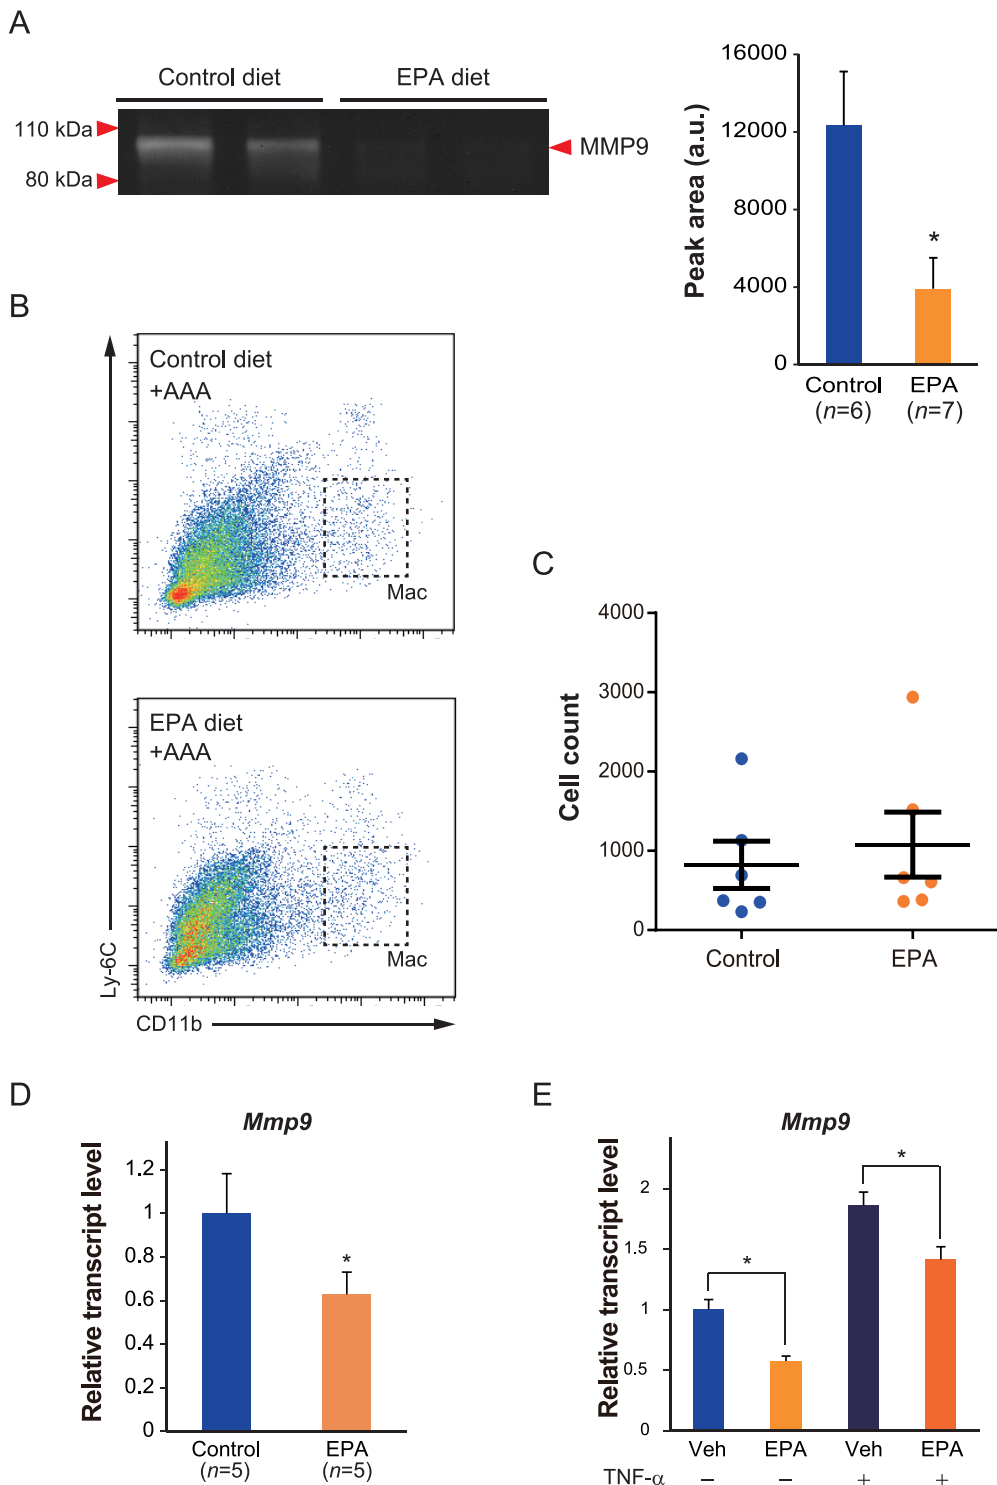 A
Control diet
EPA diet
110 kDa
80 kDa
MMP9
Peak area (a.u.)
16000
12000
8000
4000
0
*
Control
(n=6)
EPA
(n=7)
B
Control diet
+AAA
Mac
EPA diet
+AAA
Mac
Ly-6C
CD11b
C
Cell count
4000
3000
2000
1000
0
Control
EPA
D
Mmp9
Relative transcript level
1.2
1
0.8
0.6
0.4
0.2
0
*
Control
(n=5)
EPA
(n=5)
E
Mmp9
Relative transcript level
2
1.5
1
0.5
0
*
*
Veh EPA Veh EPA
TNF-α – – + +